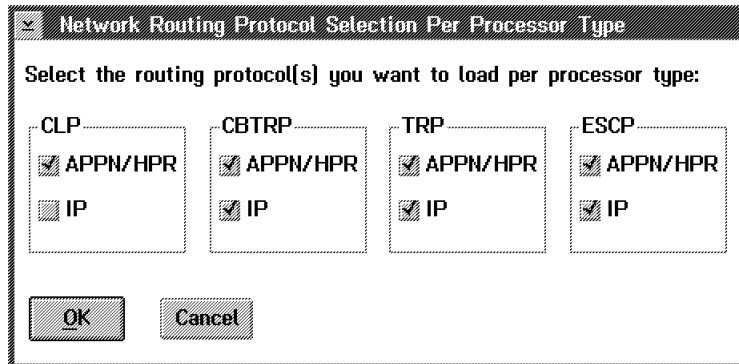 Network Routing Protocol Selection Per Processor Type
Select the routing protocol(s) you want to load per processor type:
CLP CBTRP TRP ESCP
APPN/HPR APPN/HPR APPN/HPR APPN/HPR
IP IP IP IP
OK Cancel